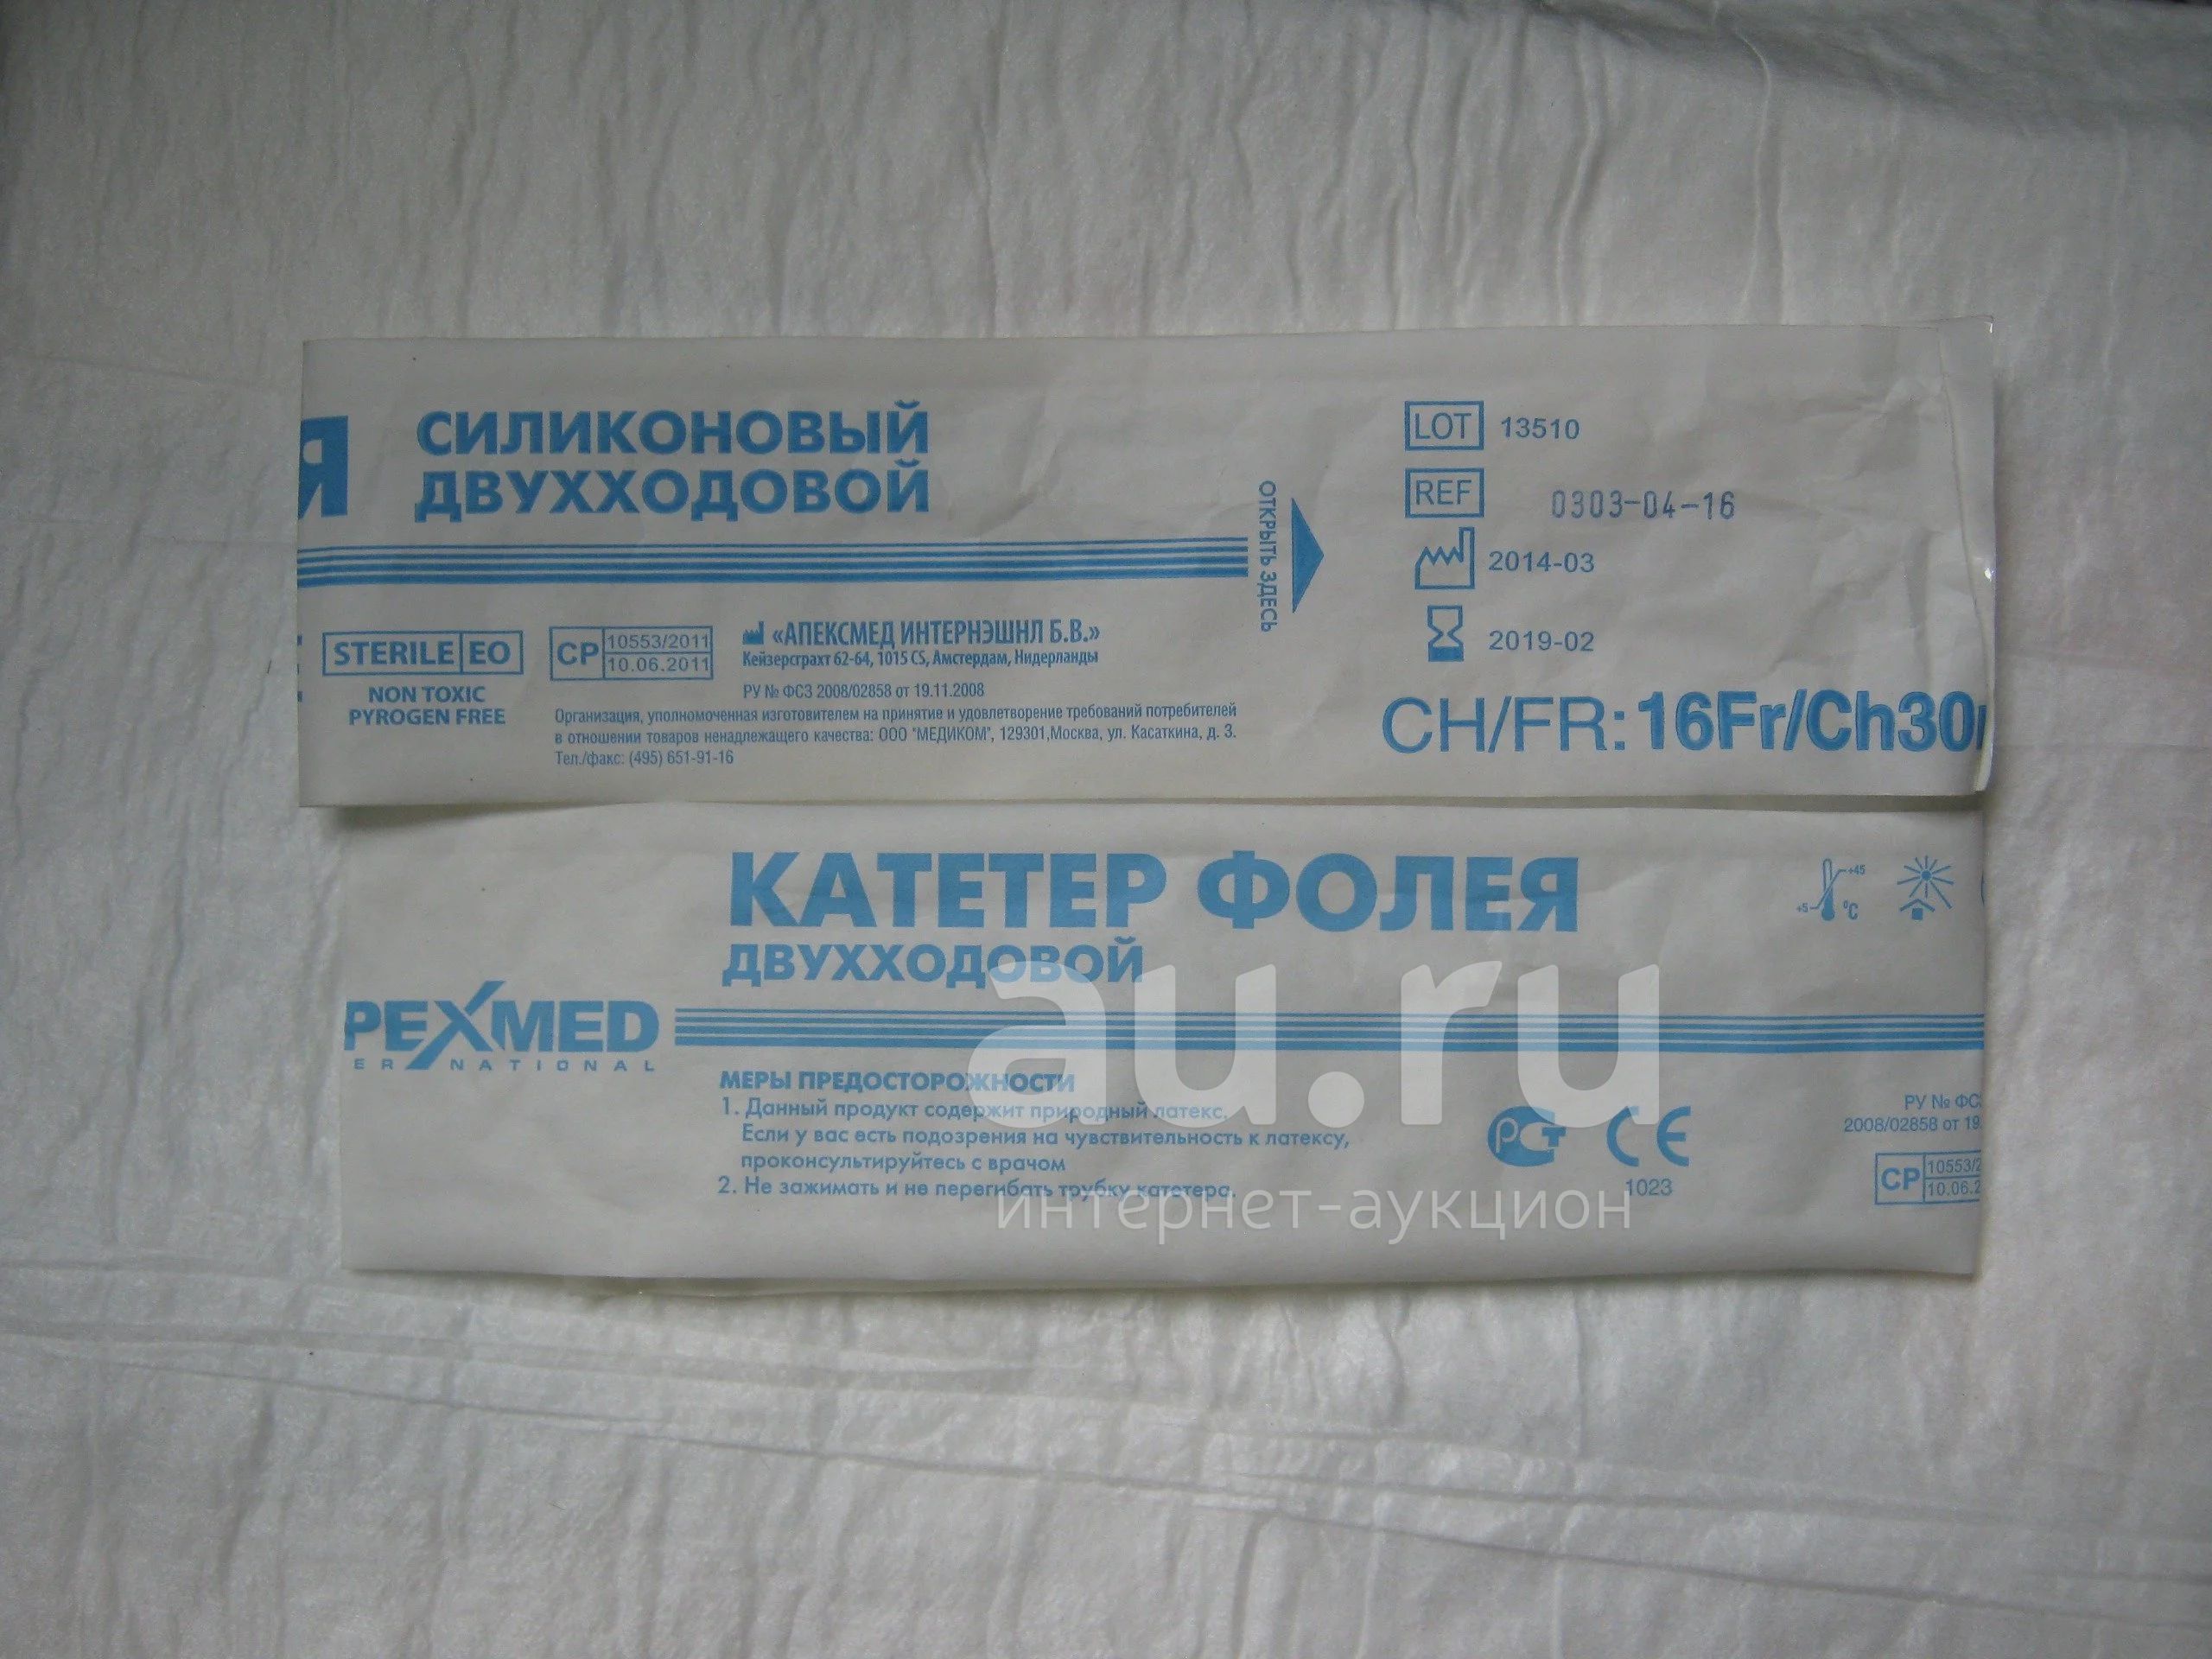 Я
СИЛИКОНОВЫЙ
ДВУХХОДОВОЙ
ОТКРЫТЬ ЗДЕСЬ
LOT 13510
REF 0303-04-16
2014-03
2019-02
CH/FR: 16Fr/Ch30
STERILE EO
NON TOXIC
PYROGEN FREE
СР 10553/2011
10.06.2011
«АПЕКСМЕД ИНТЕРНЭШНЛ Б.В.»
Кейзерсграхт 62-64, 1015 CS, Амстердам, Нидерланды
РУ № ФСЗ 2008/02858 от 19.11.2008
Организация, уполномоченная изготовителем на принятие и удовлетворение требований потребителей
в отношении товаров ненадлежащего качества: ООО "МЕДИКОМ", 129301,Москва, ул. Касаткина, д. 3.
Тел./факс: (495) 651-91-16
КАТЕТЕР ФОЛЕЯ
ДВУХХОДОВОЙ
+45
+5
°C
PEXMED
ERNATIONAL
МЕРЫ ПРЕДОСТОРОЖНОСТИ
1. Данный продукт содержит природный латекс.
Если у вас есть подозрения на чувствительность к латексу,
проконсультируйтесь с врачом
2. Не зажимать и не перегибать трубку катетера.
РСТ CE
1023
РУ № ФС
2008/02858 от 19
СР 10553/2
10.06.2
au.ru
интернет-аукцион